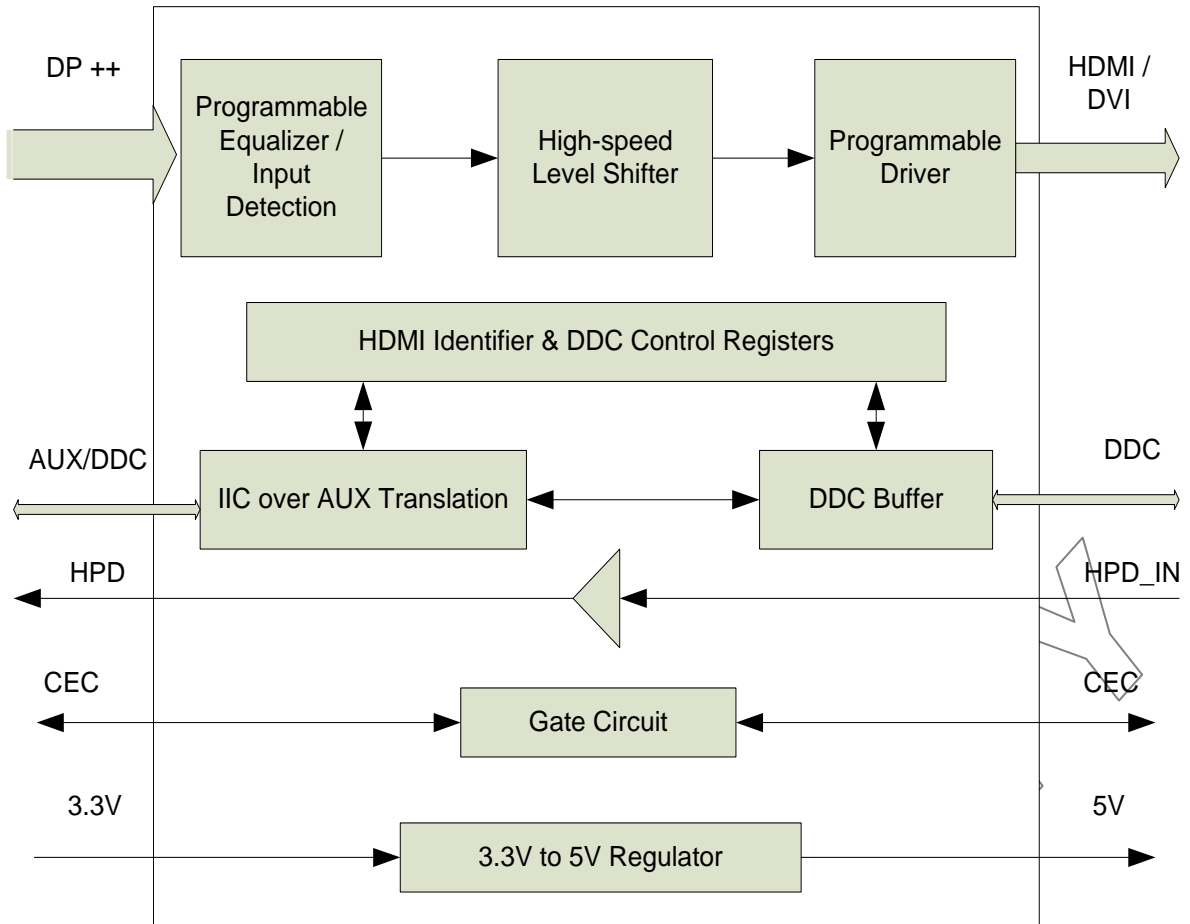 DP ++
HDMI /
DVI
Programmable
Equalizer /
Input
Detection
High-speed
Level Shifter
Programmable
Driver
HDMI Identifier & DDC Control Registers
AUX/DDC
DDC
IIC over AUX Translation
DDC Buffer
HPD
HPD_IN
CEC
CEC
Gate Circuit
3.3V
5V
3.3V to 5V Regulator